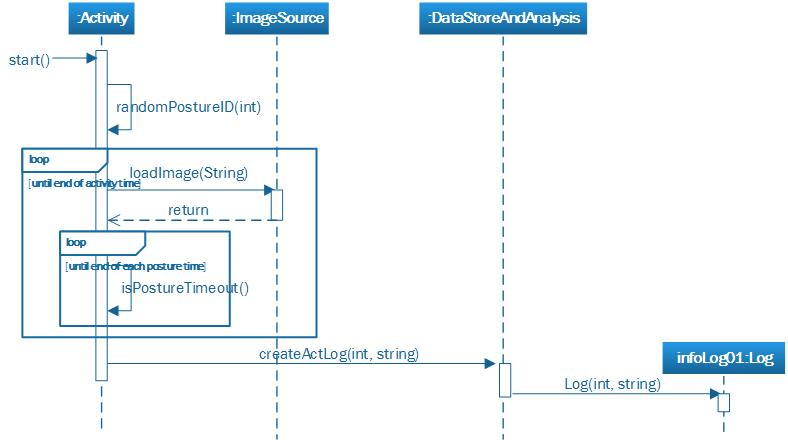 :Activity
:ImageSource
:DataStoreAndAnalysis
start()
randomPostureID(int)
loop
loadImage(String)
[until end of activity time]
return
loop
[until end of each posture time]
isPostureTimeout()
createActLog(int, string)
infoLog01:Log
Log(int, string)